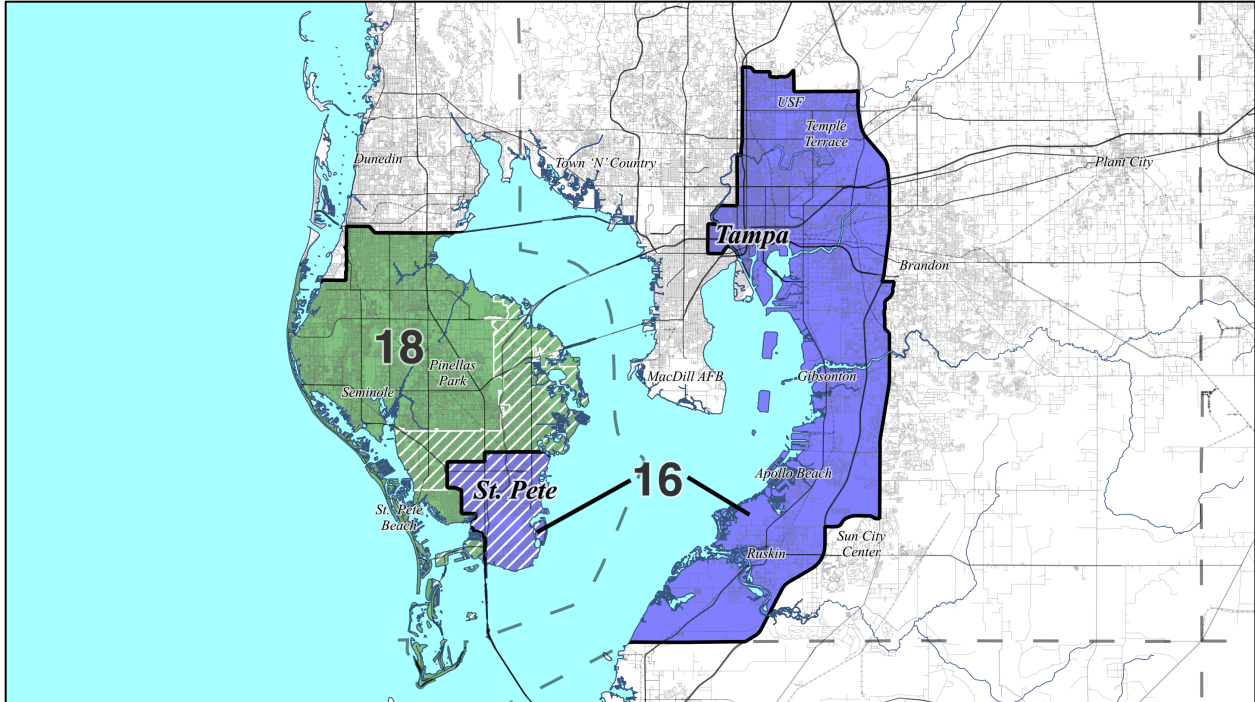 USF
Temple
Terrace
Dunedin
Town 'N' Country
Plant City
Tampa
Brandon
18
Pinellas
Park
MacDill AFB
Gibsonton
Seminole
Apollo Beach
16
St. Pete
St. Pete
Beach
Sun City
Center
Ruskin